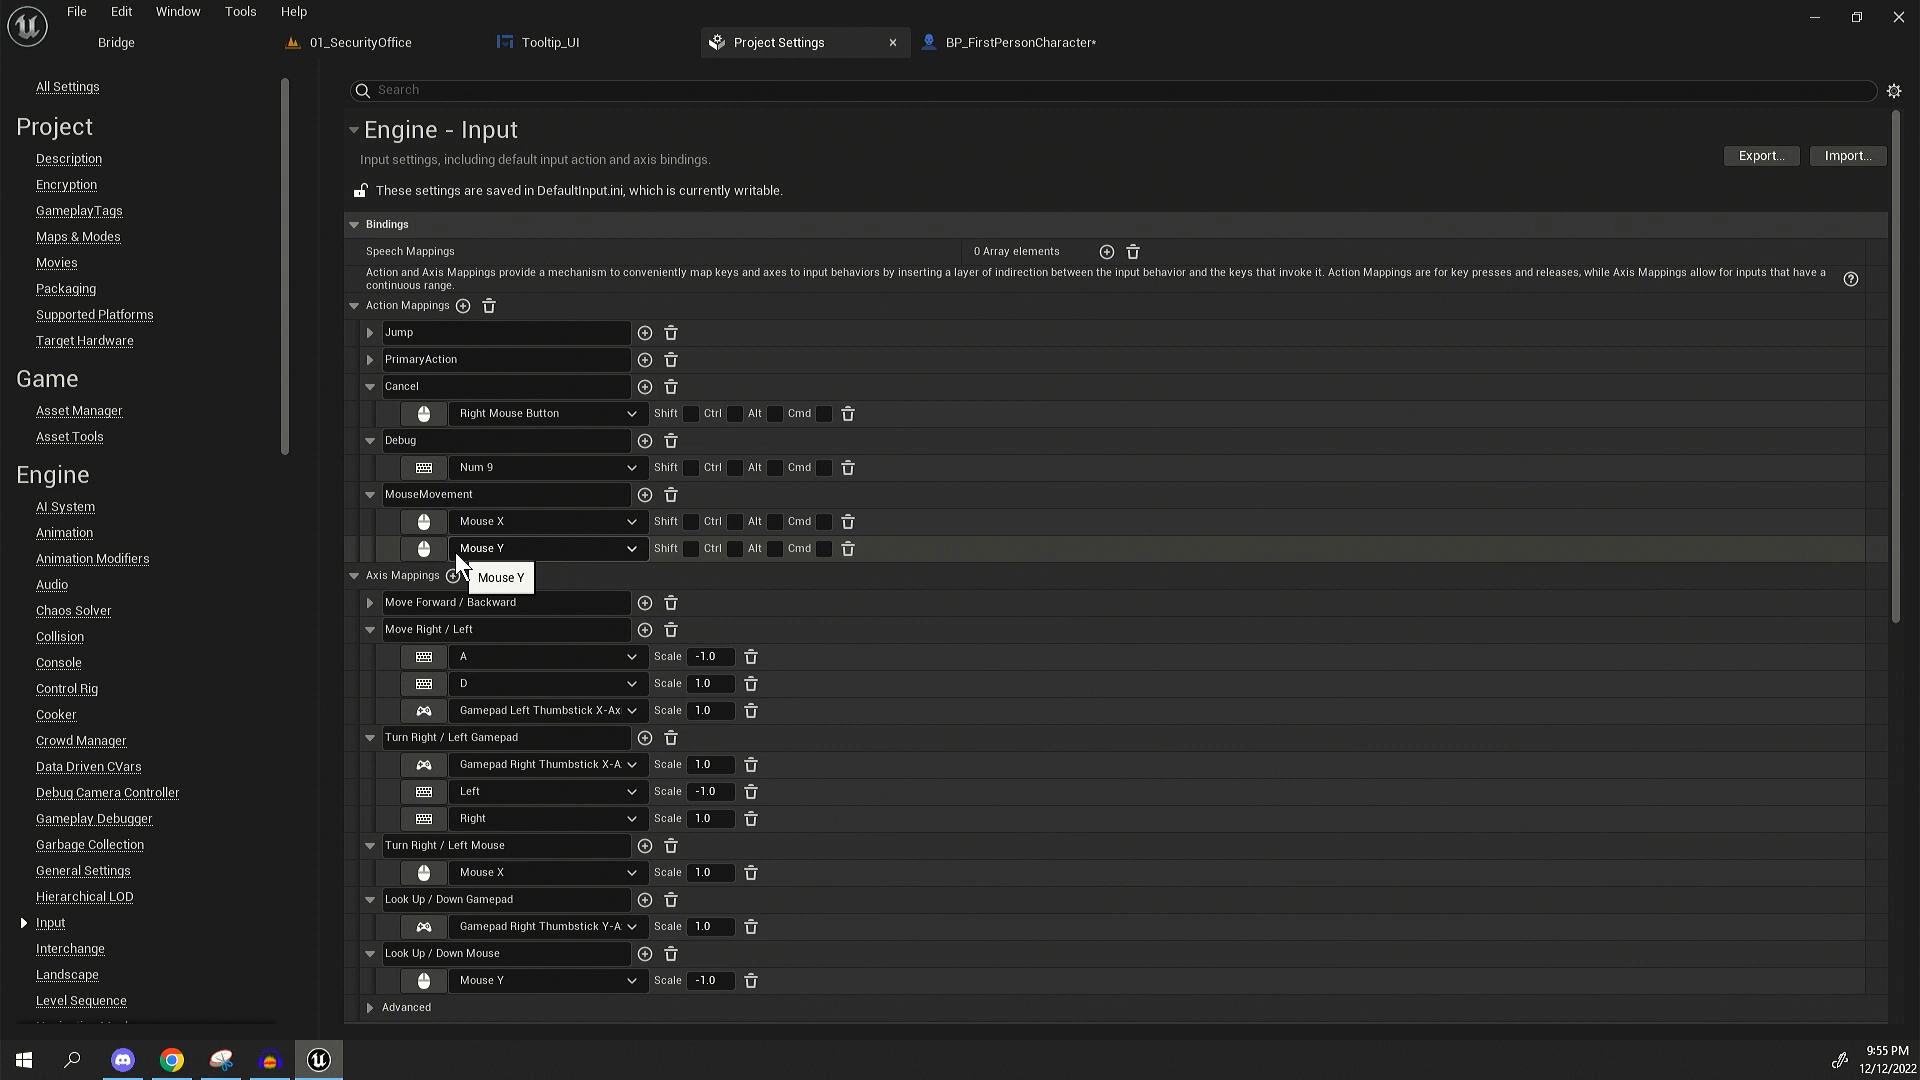 File Edit Window Tools Help
Bridge
01_SecurityOffice
Tooltip_UI
Project Settings
BP_FirstPersonCharacter*
All Settings
Project
Description
Encryption
GameplayTags
Maps & Modes
Movies
Packaging
Supported Platforms
Target Hardware
Game
Asset Manager
Asset Tools
Engine
AI System
Animation
Animation Modifiers
Audio
Chaos Solver
Collision
Console
Control Rig
Cooker
Crowd Manager
Data Driven CVars
Debug Camera Controller
Gameplay Debugger
Garbage Collection
General Settings
Hierarchical LOD
Input
Interchange
Landscape
Level Sequence
Search
Engine - Input
Input settings, including default input action and axis bindings.
Export... Import...
These settings are saved in DefaultInput.ini, which is currently writable.
Bindings
Speech Mappings 0 Array elements
Action and Axis Mappings provide a mechanism to conveniently map keys and axes to input behaviors by inserting a layer of indirection between the input behavior and the keys that invoke it. Action Mappings are for key presses and releases, while Axis Mappings allow for inputs that have a
continuous range.
Action Mappings
Jump
PrimaryAction
Cancel
Right Mouse Button Shift Ctrl Alt Cmd
Debug
Num 9 Shift Ctrl Alt Cmd
MouseMovement
Mouse X Shift Ctrl Alt Cmd
Mouse Y Shift Ctrl Alt Cmd
Axis Mappings
Mouse Y
Move Forward / Backward
Move Right / Left
A Scale -1.0
D Scale 1.0
Gamepad Left Thumbstick X-Ax Scale 1.0
Turn Right / Left Gamepad
Gamepad Right Thumbstick X-A Scale 1.0
Left Scale -1.0
Right Scale 1.0
Turn Right / Left Mouse
Mouse X Scale 1.0
Look Up / Down Gamepad
Gamepad Right Thumbstick Y-A Scale 1.0
Look Up / Down Mouse
Mouse Y Scale -1.0
Advanced
9:55 PM
12/12/2022